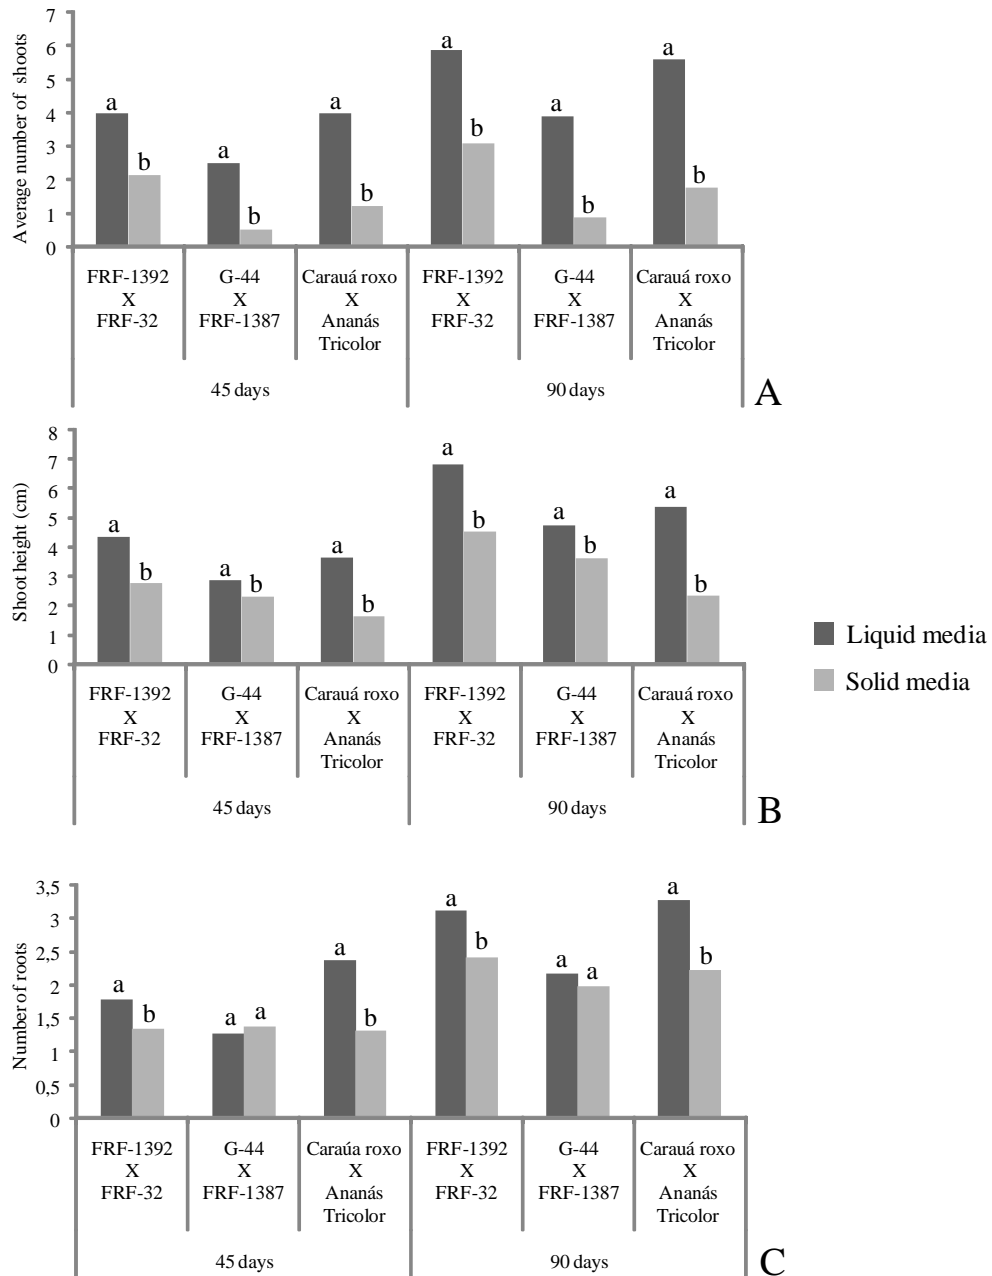 Average number of shoots
7
6
5
4
3
2
1
0
a
b
a
b
a
b
a
b
a
b
a
b
FRF-1392 X FRF-32
G-44 X FRF-1387
Carauá roxo X Ananás Tricolor
FRF-1392 X FRF-32
G-44 X FRF-1387
Carauá roxo X Ananás Tricolor
45 days
90 days
A
Shoot height (cm)
8
7
6
5
4
3
2
1
0
a
b
a
b
a
b
a
b
a
b
a
b
FRF-1392 X FRF-32
G-44 X FRF-1387
Carauá roxo X Ananás Tricolor
FRF-1392 X FRF-32
G-44 X FRF-1387
Carauá roxo X Ananás Tricolor
45 days
90 days
B
Liquid media
Solid media
Number of roots
3,5
3
2,5
2
1,5
1
0,5
0
a
b
a
a
a
b
a
b
a
a
a
b
FRF-1392 X FRF-32
G-44 X FRF-1387
Caraúa roxo X Ananás Tricolor
FRF-1392 X FRF-32
G-44 X FRF-1387
Carauá roxo X Ananás Tricolor
45 days
90 days
C